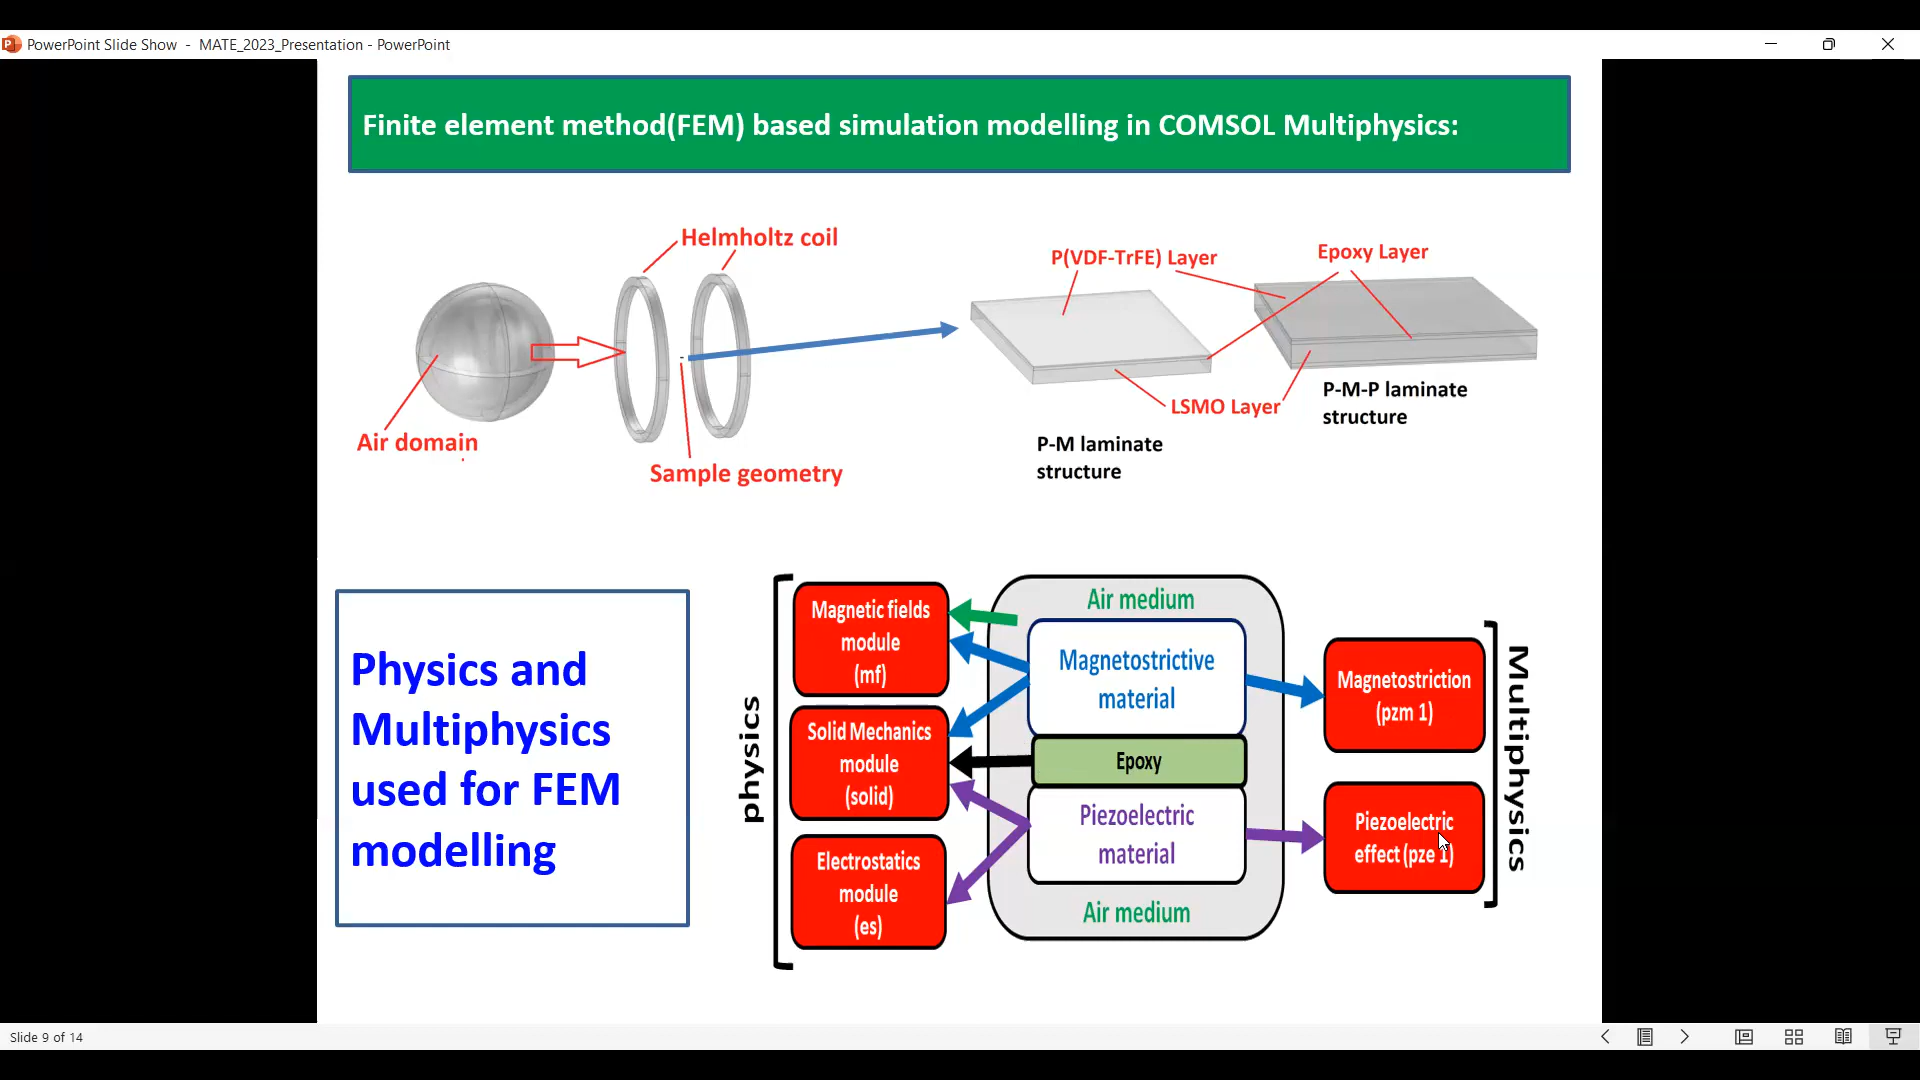 PowerPoint Slide Show - MATE_2023_Presentation - PowerPoint
Finite element method(FEM) based simulation modelling in COMSOL Multiphysics:
Helmholtz coil
P(VDF-TrFE) Layer
Epoxy Layer
Air domain
Sample geometry
LSMO Layer
P-M laminate
structure
P-M-P laminate
structure
Physics and
Multiphysics
used for FEM
modelling
physics
Magnetic fields
module
(mf)
Solid Mechanics
module
(solid)
Electrostatics
module
(es)
Air medium
Magnetostrictive
material
Epoxy
Piezoelectric
material
Air medium
Magnetostriction
(pzm 1)
Piezoelectric
effect (pze 1)
Multiphysics
Slide 9 of 14